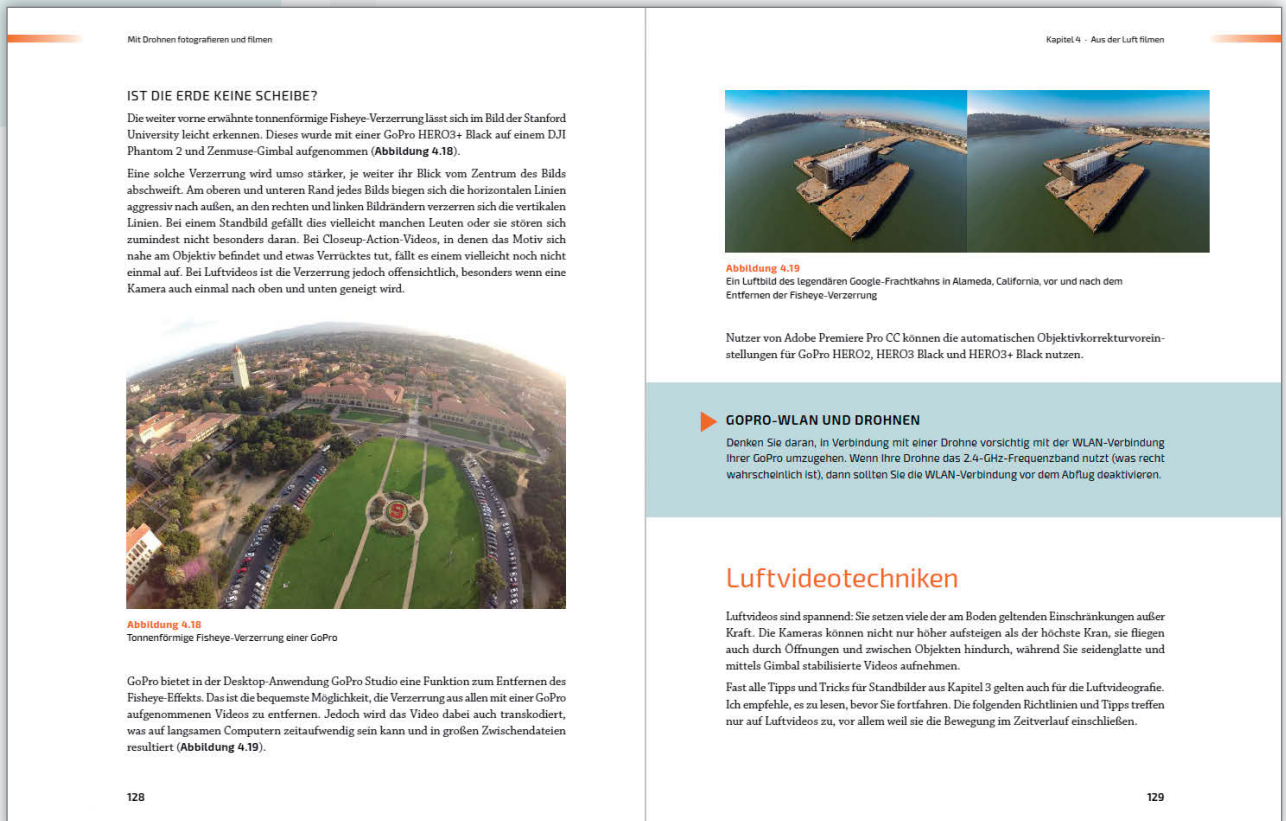 Mit Drohnen fotografieren und filmen
IST DIE ERDE KEINE SCHEIBE?
Die weiter vorne erwähnte tonnenförmige Fisheye-Verzerrung lässt sich im Bild der Stanford
University leicht erkennen. Dieses wurde mit einer GoPro HERO3+ Black auf einem DJI
Phantom 2 und Zenmuse-Gimbal aufgenommen (Abbildung 4.18).
Eine solche Verzerrung wird umso stärker, je weiter ihr Blick vom Zentrum des Bilds
abschweift. Am oberen und unteren Rand jedes Bilds biegen sich die horizontalen Linien
aggressiv nach außen, an den rechten und linken Bildrändern verzerren sich die vertikalen
Linien. Bei einem Standbild gefällt dies vielleicht manchen Leuten oder sie stören sich
zumindest nicht besonders daran. Bei Closeup-Action-Videos, in denen das Motiv sich
nahe am Objektiv befindet und etwas Verrücktes tut, fällt es einem vielleicht noch nicht
einmal auf. Bei Luftvideos ist die Verzerrung jedoch offensichtlich, besonders wenn eine
Kamera auch einmal nach oben und unten geneigt wird.
S
Abbildung 4.18
Tonnenförmige Fisheye-Verzerrung einer GoPro
GoPro bietet in der Desktop-Anwendung GoPro Studio eine Funktion zum Entfernen des
Fisheye-Effekts. Das ist die bequemste Möglichkeit, die Verzerrung aus allen mit einer GoPro
aufgenommenen Videos zu entfernen. Jedoch wird das Video dabei auch transkodiert,
was auf langsamen Computern zeitaufwendig sein kann und in großen Zwischendateien
resultiert (Abbildung 4.19).
128
Kapitel 4 · Aus der Luft filmen
Abbildung 4.19
Ein Luftbild des legendären Google-Frachtkahns in Alameda, California, vor und nach dem
Entfernen der Fisheye-Verzerrung
Nutzer von Adobe Premiere Pro CC können die automatischen Objektivkorrekturvorein-
stellungen für GoPro HERO2, HERO3 Black und HERO3+ Black nutzen.
GOPRO-WLAN UND DROHNEN
Denken Sie daran, in Verbindung mit einer Drohne vorsichtig mit der WLAN-Verbindung
Ihrer GoPro umzugehen. Wenn Ihre Drohne das 2.4-GHz-Frequenzband nutzt (was recht
wahrscheinlich ist), dann sollten Sie die WLAN-Verbindung vor dem Abflug deaktivieren.
Luftvideotechniken
Luftvideos sind spannend: Sie setzen viele der am Boden geltenden Einschränkungen außer
Kraft. Die Kameras können nicht nur höher aufsteigen als der höchste Kran, sie fliegen
auch durch Öffnungen und zwischen Objekten hindurch, während Sie seidenglatte und
mittels Gimbal stabilisierte Videos aufnehmen.
Fast alle Tipps und Tricks für Standbilder aus Kapitel 3 gelten auch für die Luftvideografie.
Ich empfehle, es zu lesen, bevor Sie fortfahren. Die folgenden Richtlinien und Tipps treffen
nur auf Luftvideos zu, vor allem weil sie die Bewegung im Zeitverlauf einschließen.
129